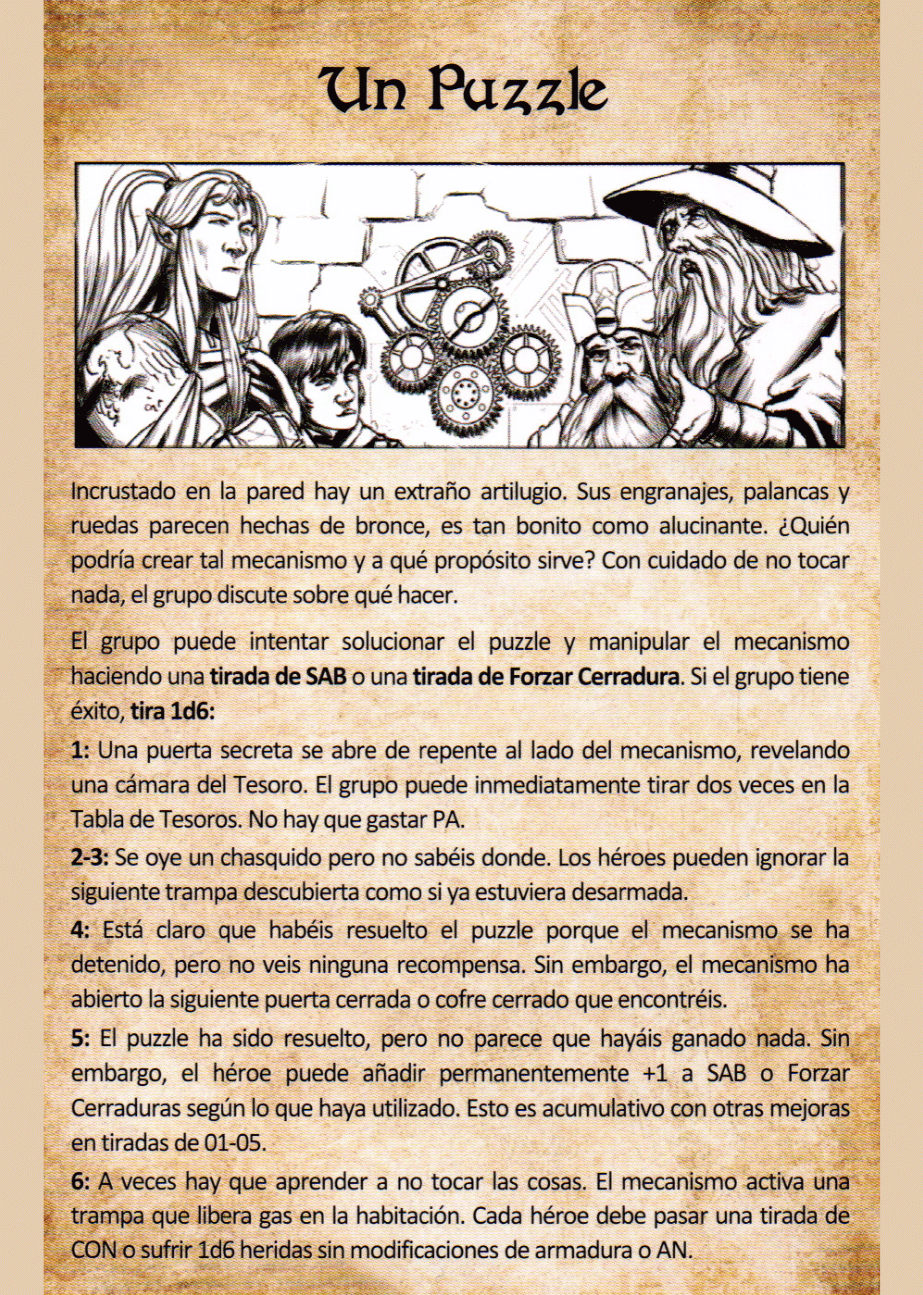 Un Puzzle
Incrustado en la pared hay un extraño artilugio. Sus engranajes, palancas y
ruedas parecen hechas de bronce, es tan bonito como alucinante. ¿Quién
podría crear tal mecanismo y a qué propósito sirve? Con cuidado de no tocar
nada, el grupo discute sobre qué hacer.
El grupo puede intentar solucionar el puzzle y manipular el mecanismo
haciendo una tirada de SAB o una tirada de Forzar Cerradura. Si el grupo tiene
éxito, tira 1d6:
1: Una puerta secreta se abre de repente al lado del mecanismo, revelando
una cámara del Tesoro. El grupo puede inmediatamente tirar dos veces en la
Tabla de Tesoros. No hay que gastar PA.
2-3: Se oye un chasquido pero no sabéis donde. Los héroes pueden ignorar la
siguiente trampa descubierta como si ya estuviera desarmada.
4: Está claro que habéis resuelto el puzzle porque el mecanismo se ha
detenido, pero no veis ninguna recompensa. Sin embargo, el mecanismo ha
abierto la siguiente puerta cerrada o cofre cerrado que encontréis.
5: El puzzle ha sido resuelto, pero no parece que hayáis ganado nada. Sin
embargo, el héroe puede añadir permanentemente +1 a SAB o Forzar
Cerraduras según lo que haya utilizado. Esto es acumulativo con otras mejoras
en tiradas de 01-05.
6: A veces hay que aprender a no tocar las cosas. El mecanismo activa una
trampa que libera gas en la habitación. Cada héroe debe pasar una tirada de
CON o sufrir 1d6 heridas sin modificaciones de armadura o AN.